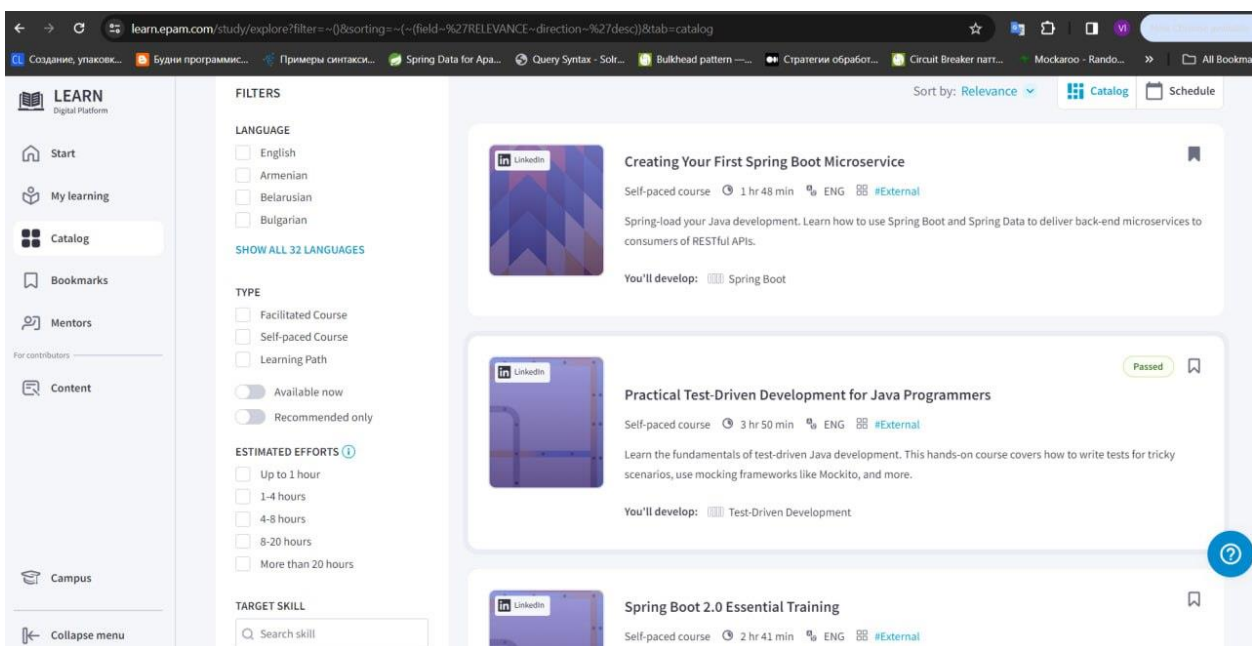 learn.epam.com/study/explore?filter=~()&sorting=~(~(field~%27RELEVANCE~direction~%27desc))&tab=catalog
VI
CL Создание, упаковк... Будни программис... Примеры синтакси... Spring Data for Apa... Query Syntax - Solr... Bulkhead pattern —... Стратегии обработ... Circuit Breaker патт... Mockaroo - Rando... » All Bookma
LEARN
Digital Platform
Start
My learning
Catalog
Bookmarks
Mentors
For contributors
Content
Campus
Collapse menu
FILTERS
LANGUAGE
English
Armenian
Belarusian
Bulgarian
SHOW ALL 32 LANGUAGES
TYPE
Facilitated Course
Self-paced Course
Learning Path
Available now
Recommended only
ESTIMATED EFFORTS
Up to 1 hour
1-4 hours
4-8 hours
8-20 hours
More than 20 hours
TARGET SKILL
Search skill
Sort by: Relevance Catalog Schedule
in LinkedIn
Creating Your First Spring Boot Microservice
Self-paced course 1 hr 48 min ENG #External
Spring-load your Java development. Learn how to use Spring Boot and Spring Data to deliver back-end microservices to
consumers of RESTful APIs.
You'll develop: Spring Boot
in LinkedIn
Passed
Practical Test-Driven Development for Java Programmers
Self-paced course 3 hr 50 min ENG #External
Learn the fundamentals of test-driven Java development. This hands-on course covers how to write tests for tricky
scenarios, use mocking frameworks like Mockito, and more.
You'll develop: Test-Driven Development
in LinkedIn
Spring Boot 2.0 Essential Training
Self-paced course 2 hr 41 min ENG #External